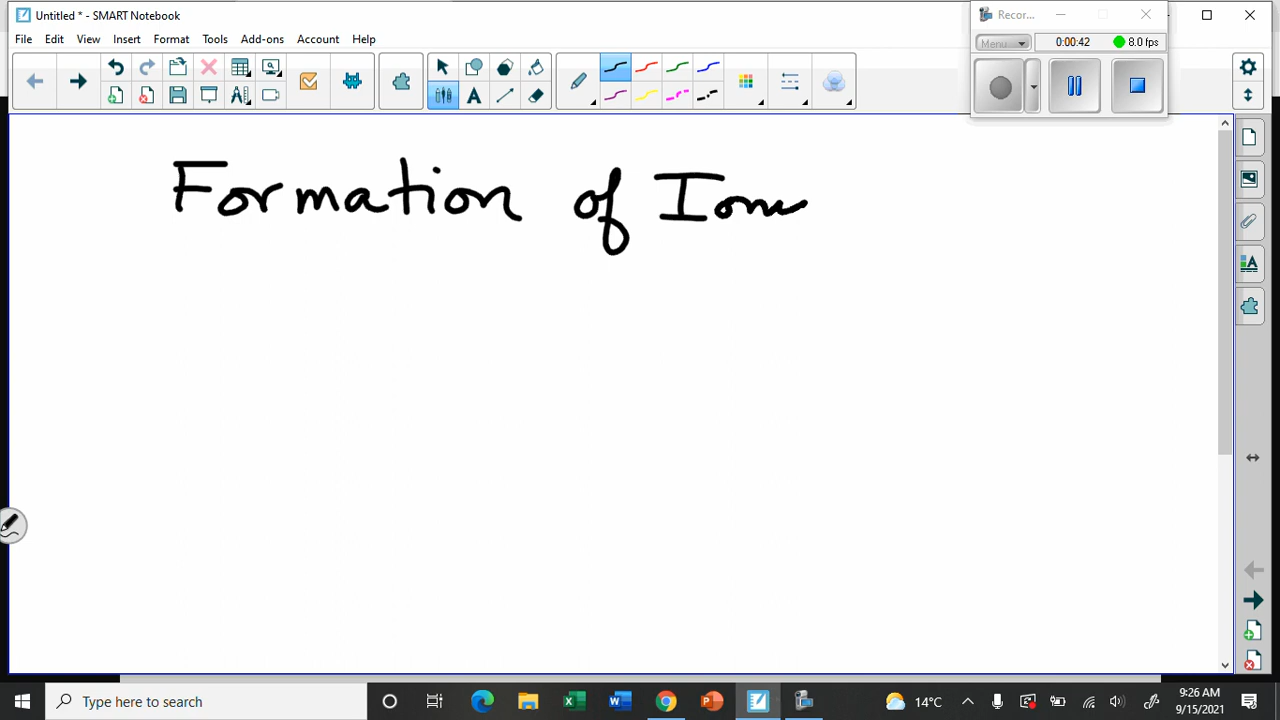 Untitled * - SMART Notebook
Recor...
File Edit View Insert Format Tools Add-ons Account Help
Menu 0:00:42 8.0 fps
Formation of Ions
Type here to search
14°C
9:26 AM
9/15/2021